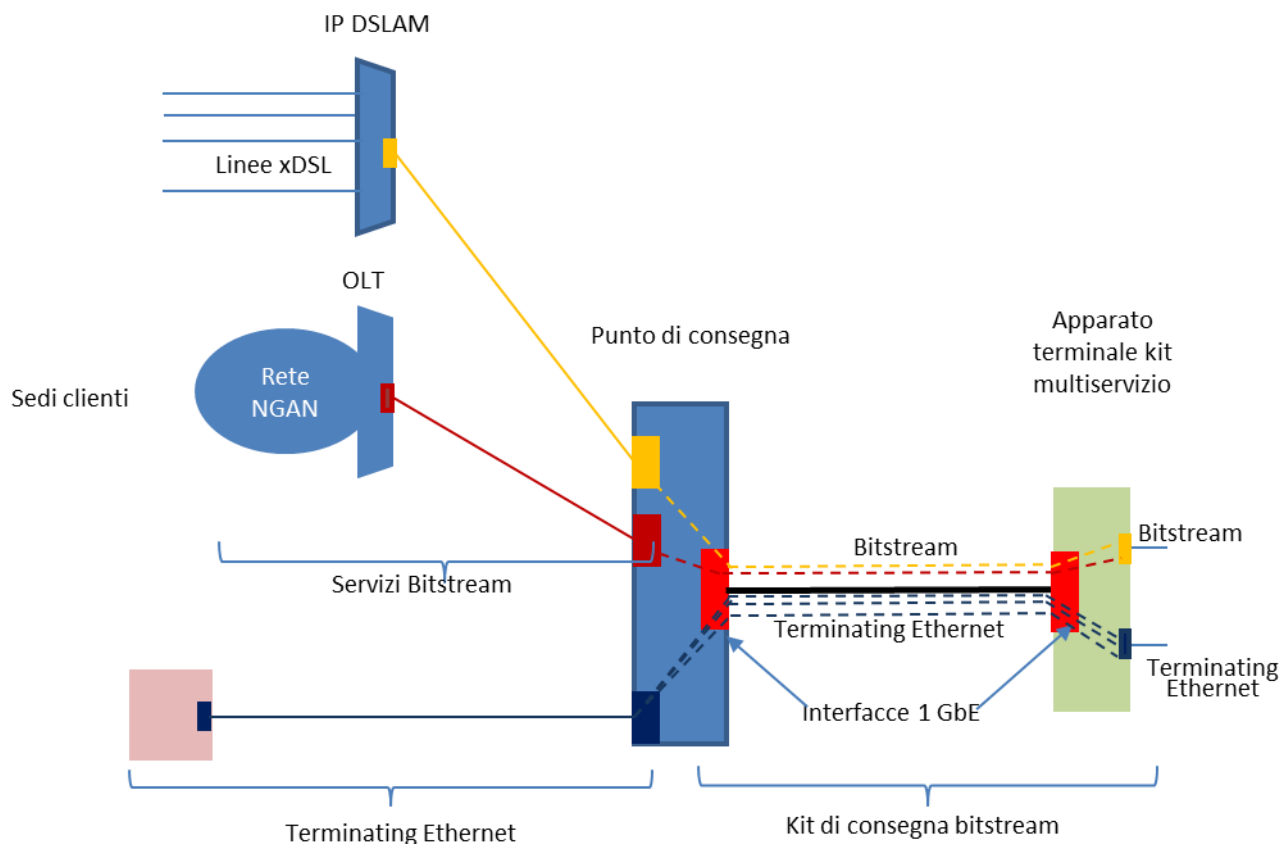 IP DSLAM
Linee xDSL
OLT
Punto di consegna
Apparato
terminale kit
multiservizio
Sedi clienti
Rete
NGAN
Bitstream
Bitstream
Servizi Bitstream
Terminating Ethernet
Terminating
Ethernet
Interfacce 1 GbE
Terminating Ethernet
Kit di consegna bitstream